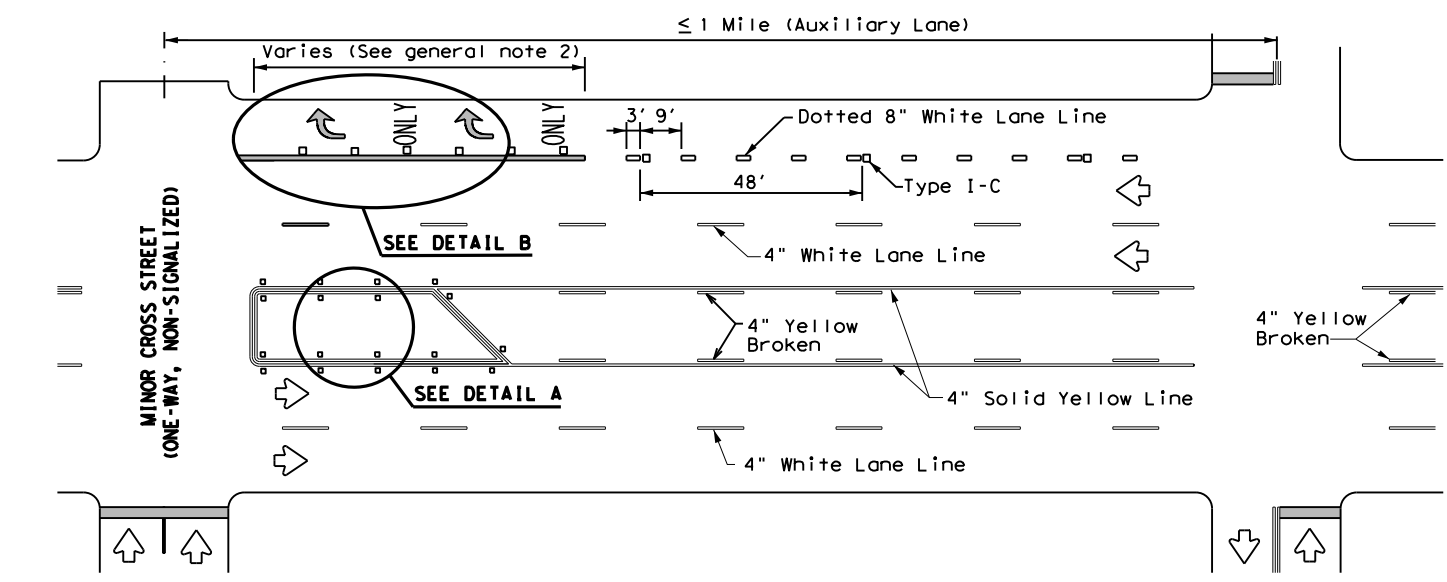 ≤ 1 Mile (Auxiliary Lane)
Varies (See general note 2)
ONLY
ONLY
3' 9'
Dotted 8" White Lane Line
48'
Type I-C
SEE DETAIL B
4" White Lane Line
MINOR CROSS STREET
(ONE-WAY, NON-SIGNALIZED)
4" Yellow
Broken
4" Yellow
Broken
SEE DETAIL A
4" Solid Yellow Line
4" White Lane Line